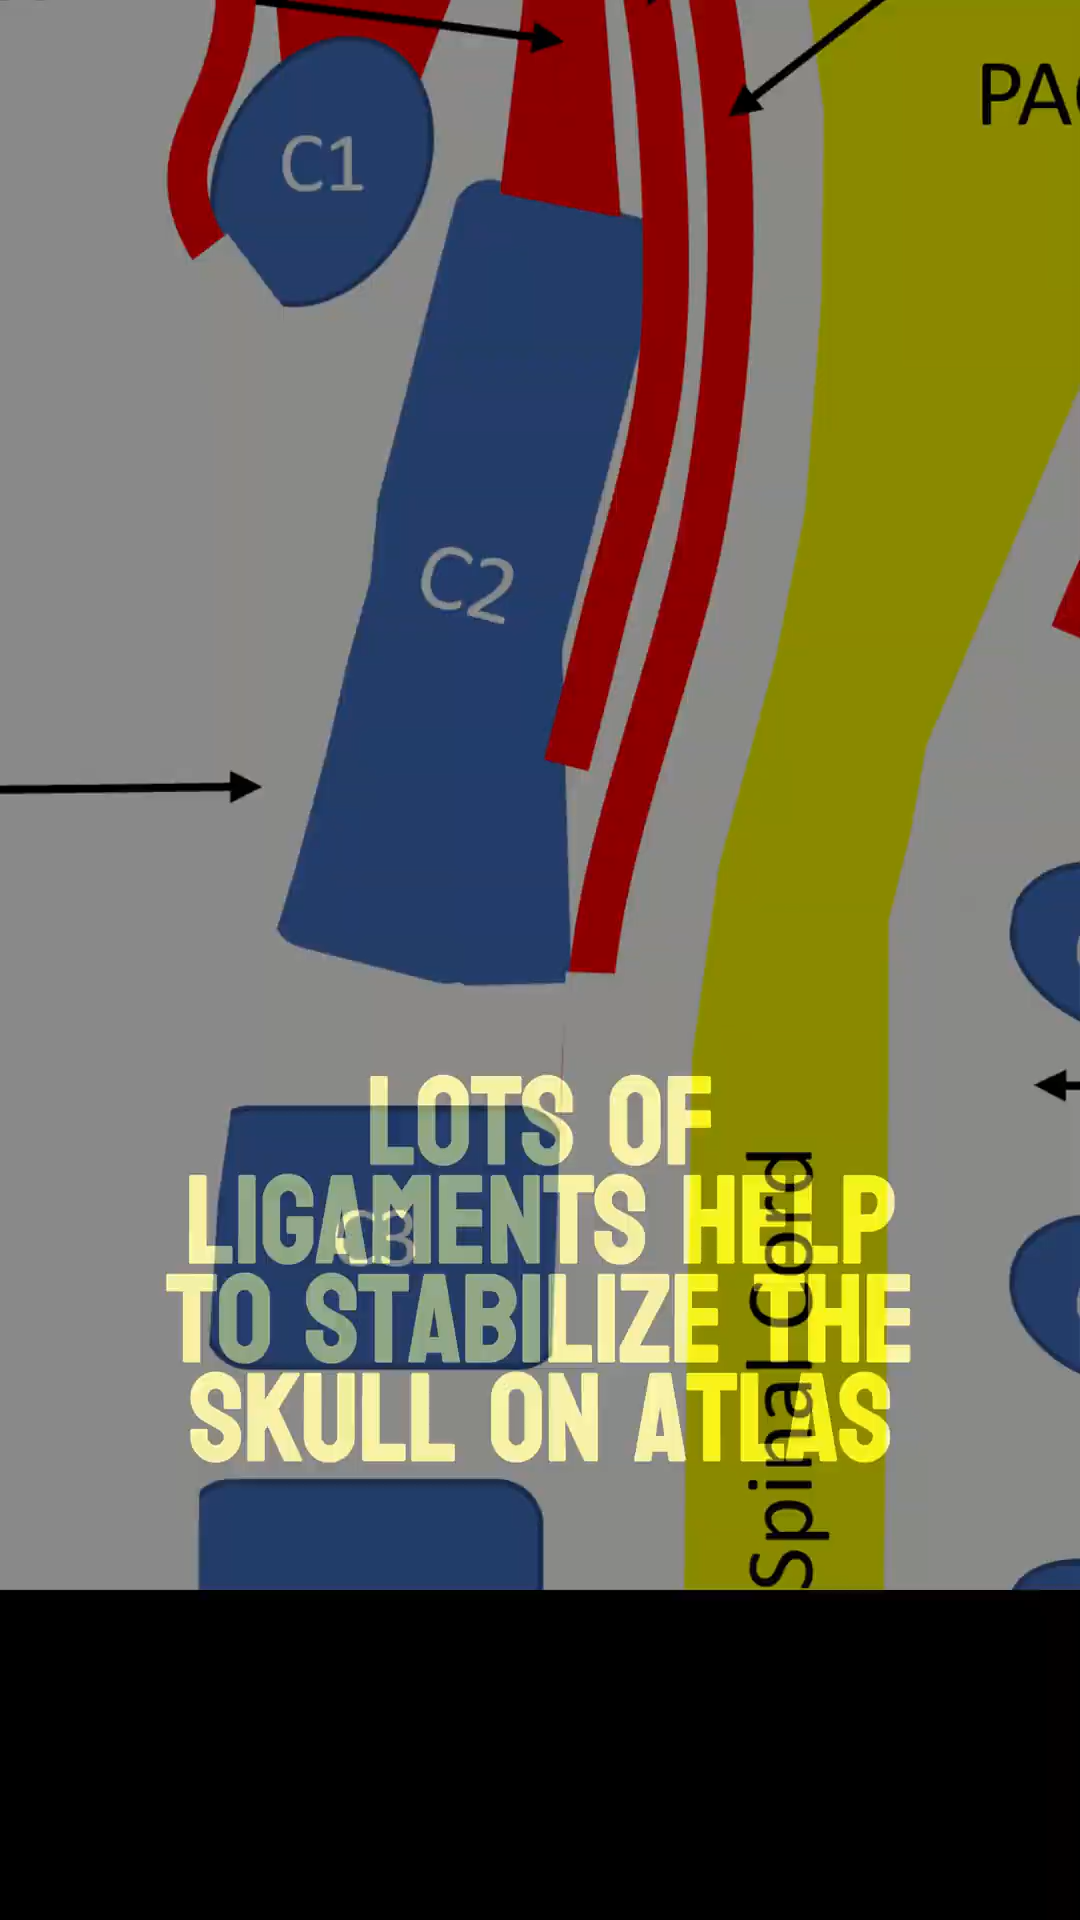 PA
C1
C2
LOTS OF
LIGAMENTS HELP
TO STABILIZE THE
SKULL ON ATLAS
C3
Spinal Cord